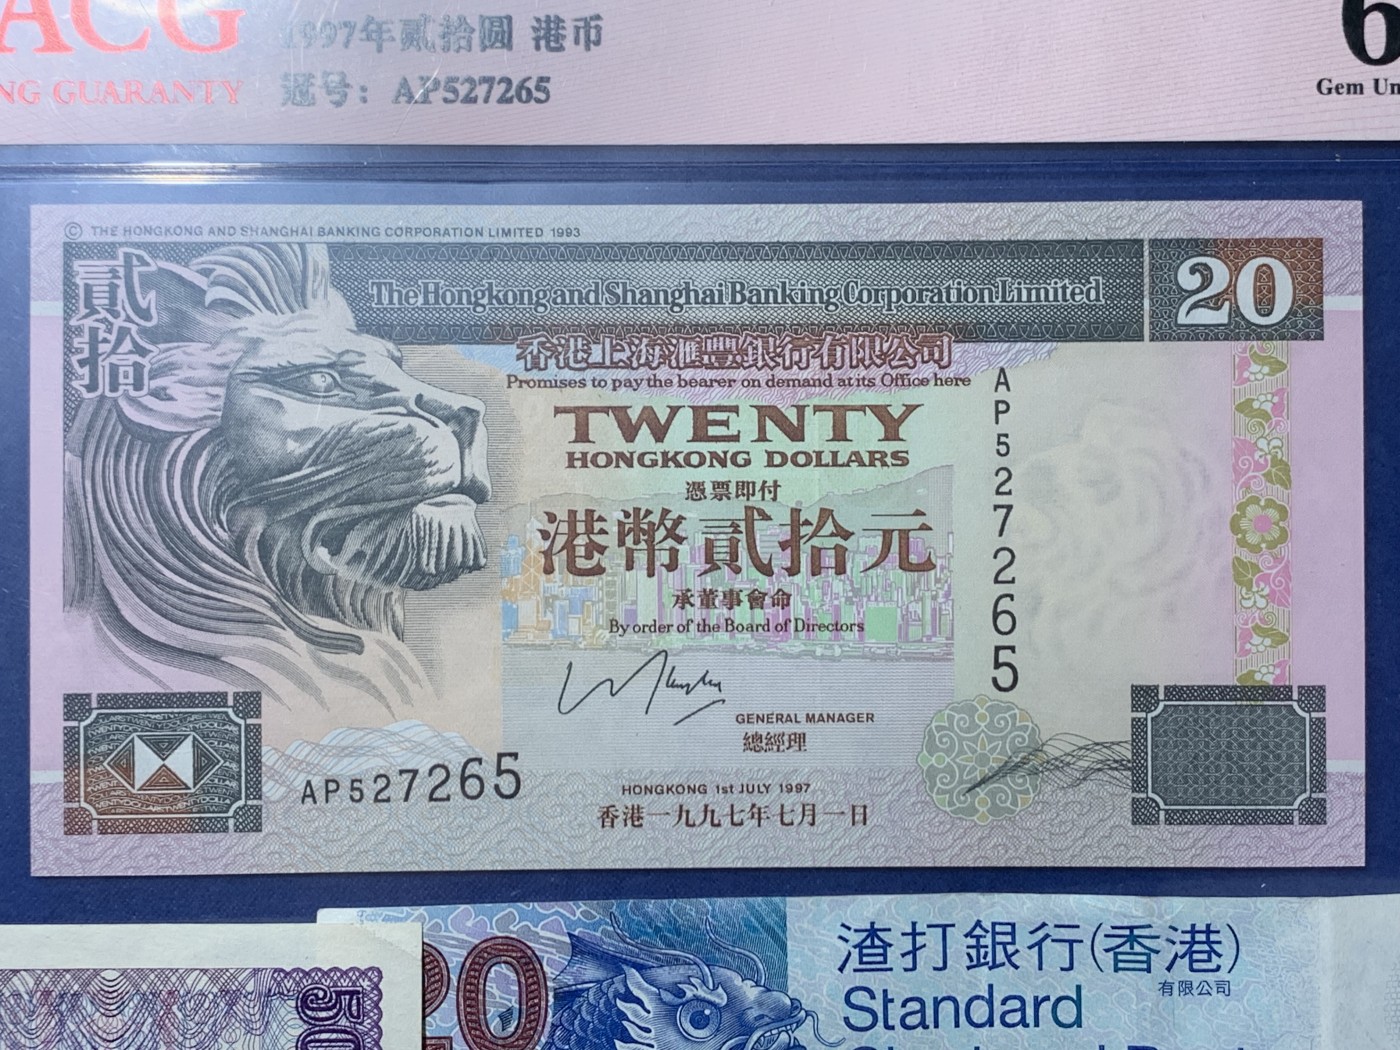 ACG
NG GUARANTY
1997年贰拾圆 港币
冠号：AP527265
6
Gem Un
© THE HONGKONG AND SHANGHAI BANKING CORPORATION LIMITED 1993
貳拾
The Hongkong and Shanghai Banking Corporation Limited
20
香港上海滙豐銀行有限公司
Promises to pay the bearer on demand at its Office here
TWENTY
HONGKONG DOLLARS
憑票即付
港幣貳拾元
承董事會命
By order of the Board of Directors
AP527265
GENERAL MANAGER
總經理
AP527265
HONGKONG 1st JULY 1997
香港一九九七年七月一日
50
20
渣打銀行(香港)
有限公司
Standard